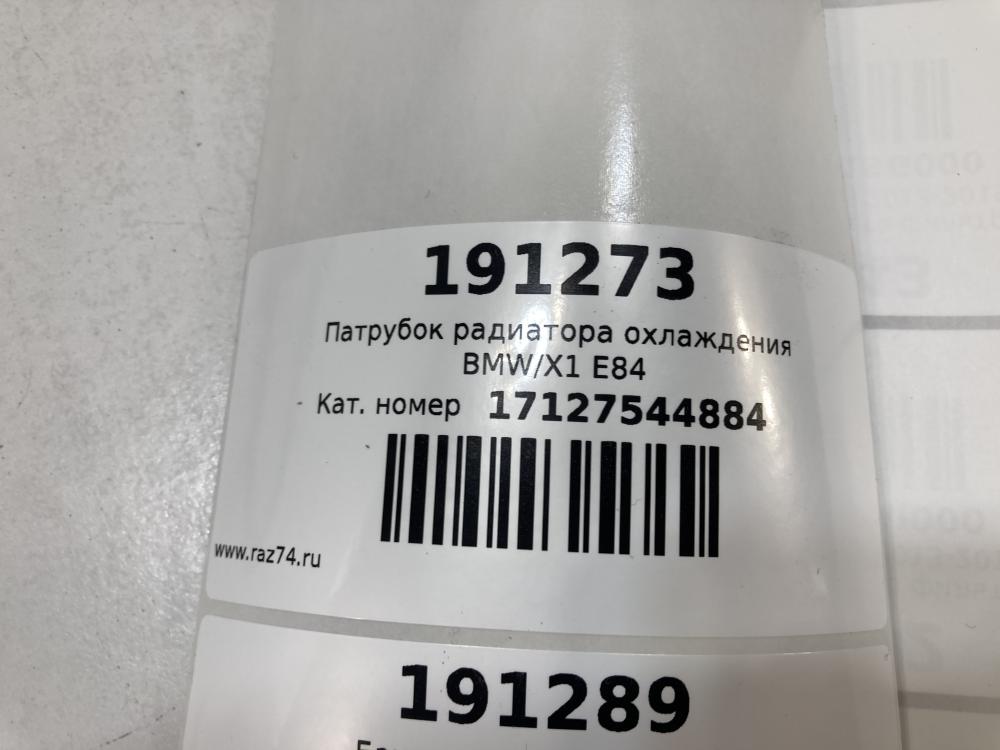 191273
Патрубок радиатора охлаждения
BMW/X1 E84
Кат. номер 17127544884
www.raz74.ru
191289